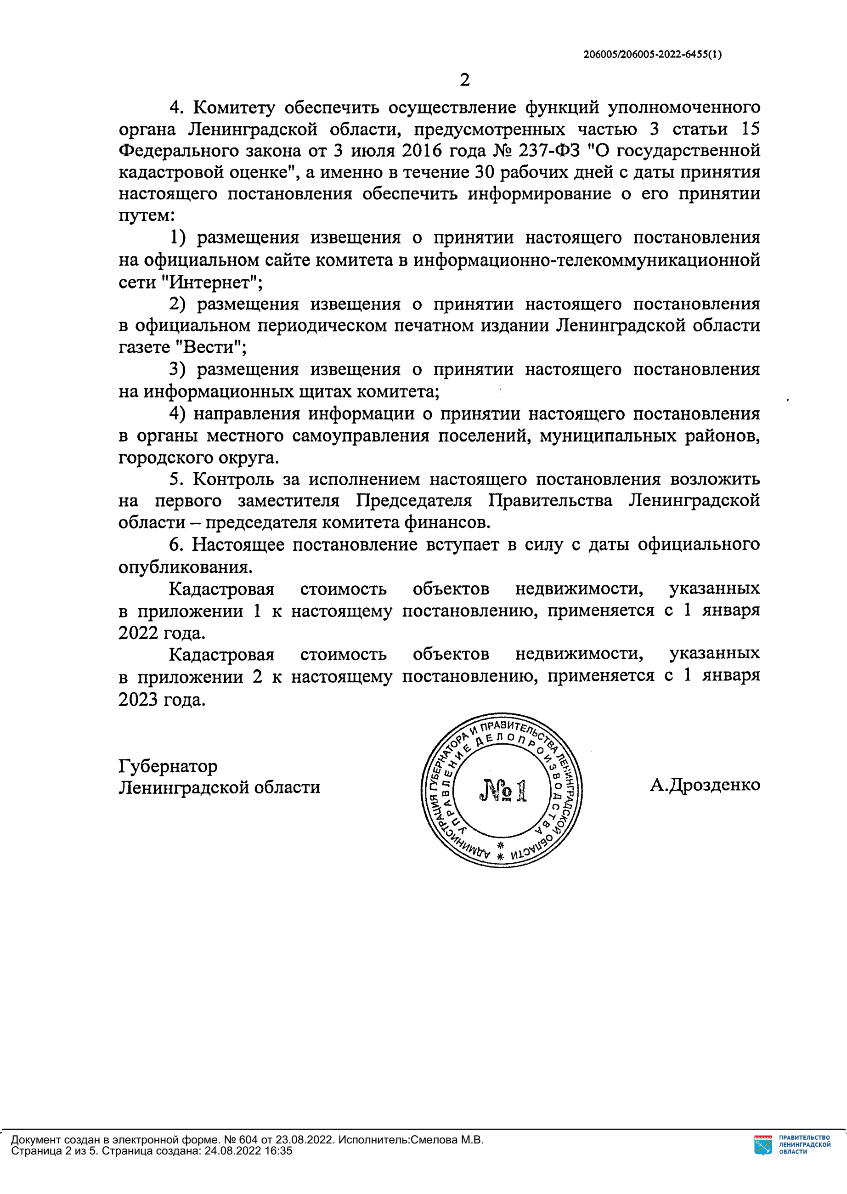 206005/206005-2022-6455(1)
2
4. Комитету обеспечить осуществление функций уполномоченного
органа Ленинградской области, предусмотренных частью 3 статьи 15
Федерального закона от 3 июля 2016 года № 237-ФЗ "О государственной
кадастровой оценке", а именно в течение 30 рабочих дней с даты принятия
настоящего постановления обеспечить информирование о его принятии
путем:
1) размещения извещения о принятии настоящего постановления
на официальном сайте комитета в информационно-телекоммуникационной
сети "Интернет";
2) размещения извещения о принятии настоящего постановления
в официальном периодическом печатном издании Ленинградской области
газете "Вести";
3) размещения извещения о принятии настоящего постановления
на информационных щитах комитета;
4) направления информации о принятии настоящего постановления
в органы местного самоуправления поселений, муниципальных районов,
городского округа.
5. Контроль за исполнением настоящего постановления возложить
на первого заместителя Председателя Правительства Ленинградской
области – председателя комитета финансов.
6. Настоящее постановление вступает в силу с даты официального
опубликования.
Кадастровая стоимость объектов недвижимости, указанных
в приложении 1 к настоящему постановлению, применяется с 1 января
2022 года.
Кадастровая стоимость объектов недвижимости, указанных
в приложении 2 к настоящему постановлению, применяется с 1 января
2023 года.
Губернатор
Ленинградской области
А.Дрозденко
АДМИНИСТРАЦИЯ ГУБЕРНАТОРА И ПРАВИТЕЛЬСТВА ЛЕНИНГРАДСКОЙ ОБЛАСТИ
УПРАВЛЕНИЕ ДЕЛОПРОИЗВОДСТВА
№1
Документ создан в электронной форме. № 604 от 23.08.2022. Исполнитель:Смелова М.В.
Страница 2 из 5. Страница создана: 24.08.2022 16:35
ПРАВИТЕЛЬСТВО
ЛЕНИНГРАДСКОЙ
ОБЛАСТИ